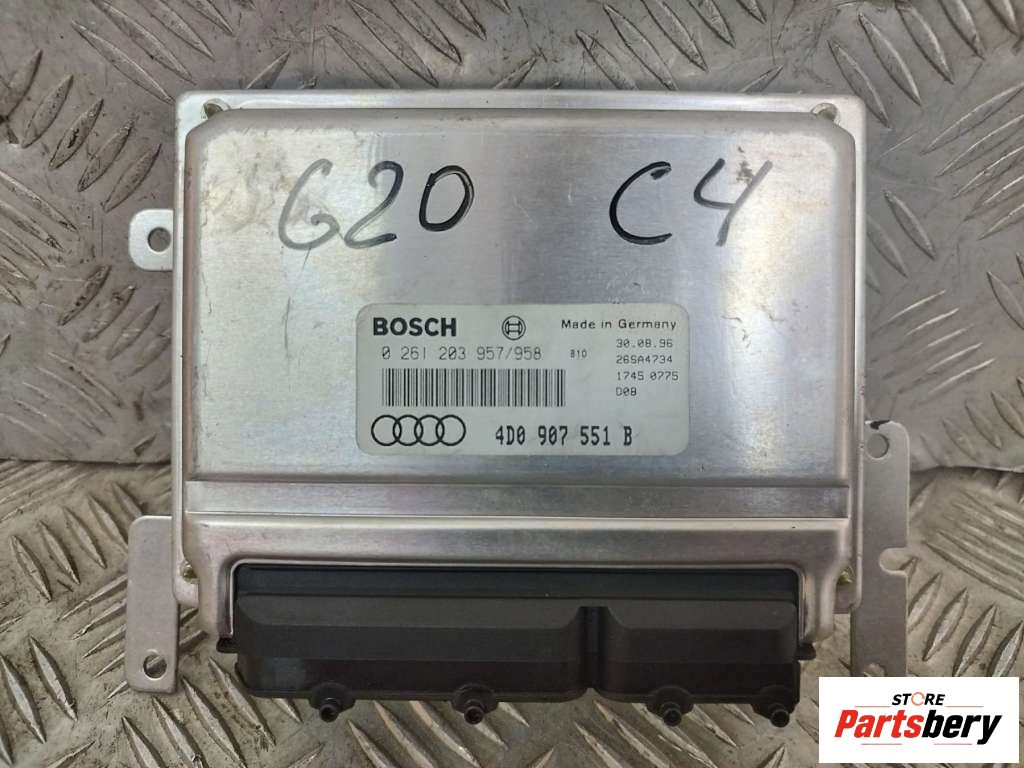 G20 C4
BOSCH Made in Germany
0 261 203 957/958 B10 30.08.96
26SA4734
1745 0775
D08
4D0 907 551 B
STORE
Partsbery